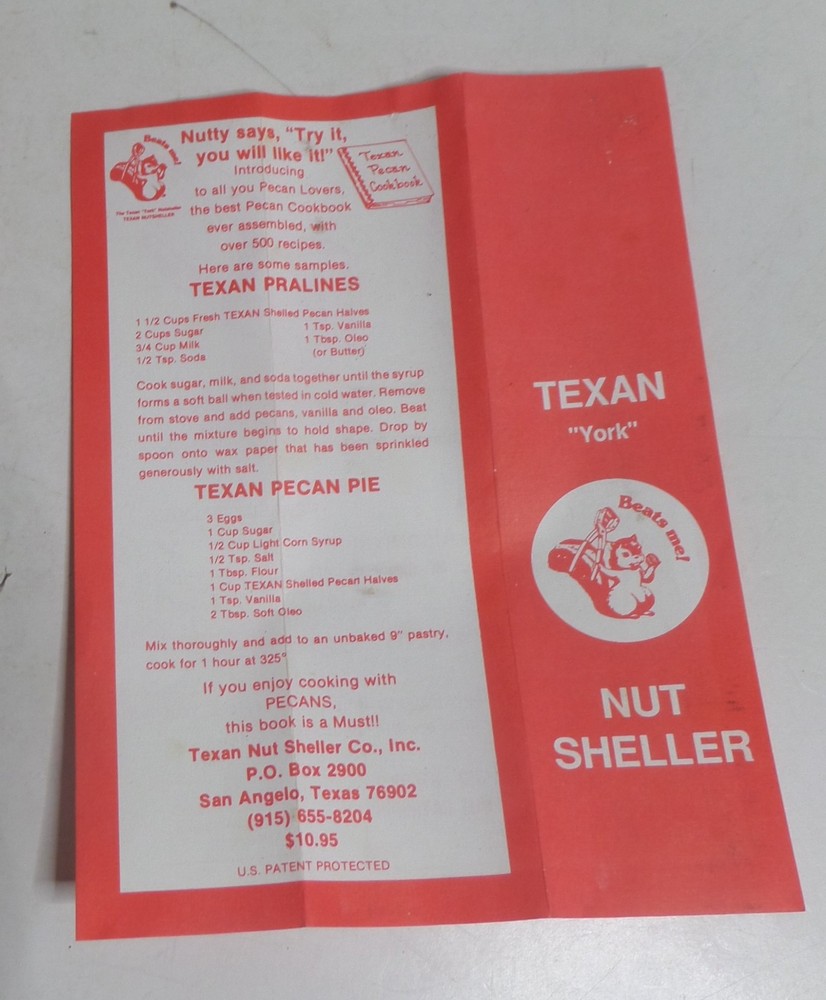 Beats me!
The Texan "York" Nutsheller
TEXAN NUTSHELLER
Nutty says, "Try it,
you will like it!"
Texan
Pecan
Cookbook
Introducing
to all you Pecan Lovers,
the best Pecan Cookbook
ever assembled, with
over 500 recipes.
Here are some samples.
TEXAN PRALINES
1 1/2 Cups Fresh TEXAN Shelled Pecan Halves
2 Cups Sugar 1 Tsp. Vanilla
3/4 Cup Milk 1 Tbsp. Oleo
1/2 Tsp. Soda (or Butter)
Cook sugar, milk, and soda together until the syrup
forms a soft ball when tested in cold water. Remove
from stove and add pecans, vanilla and oleo. Beat
until the mixture begins to hold shape. Drop by
spoon onto wax paper that has been sprinkled
generously with salt.
TEXAN PECAN PIE
3 Eggs
1 Cup Sugar
1/2 Cup Light Corn Syrup
1/2 Tsp. Salt
1 Tbsp. Flour
1 Cup TEXAN Shelled Pecan Halves
1 Tsp. Vanilla
2 Tbsp. Soft Oleo
Mix thoroughly and add to an unbaked 9" pastry,
cook for 1 hour at 325°
If you enjoy cooking with
PECANS,
this book is a Must!!
Texan Nut Sheller Co., Inc.
P.O. Box 2900
San Angelo, Texas 76902
(915) 655-8204
$10.95
U.S. PATENT PROTECTED
TEXAN
"York"
Beats me!
NUT
SHELLER